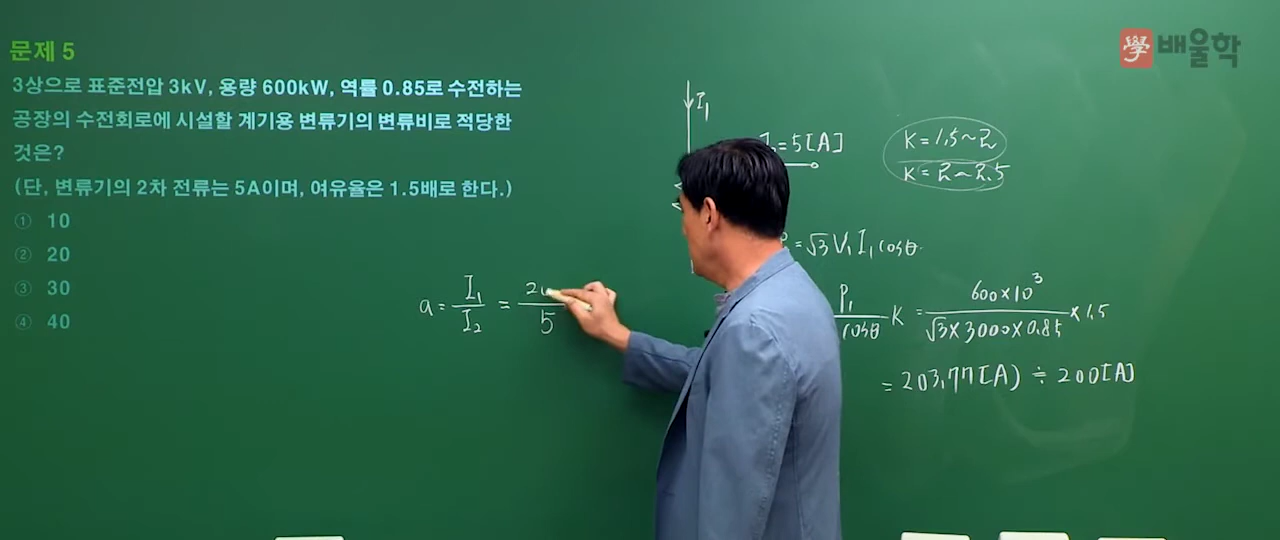 學 배울학
문제 5
3상으로 표준전압 3kV, 용량 600kW, 역률 0.85로 수전하는
공장의 수전회로에 시설할 계기용 변류기의 변류비로 적당한
것은?
(단, 변류기의 2차 전류는 5A이며, 여유율은 1.5배로 한다.)
① 10
② 20
③ 30
④ 40
I₁
= 5[A]
K = 1.5~2
K = 2~2.5
= √3 V₁ I₁ cosθ
P₁ / cosθ K = 600×10³ / √3×3000×0.85 × 1.5
= 203.77[A] ≒ 200[A]
a = I₁ / I₂ = 20 / 5